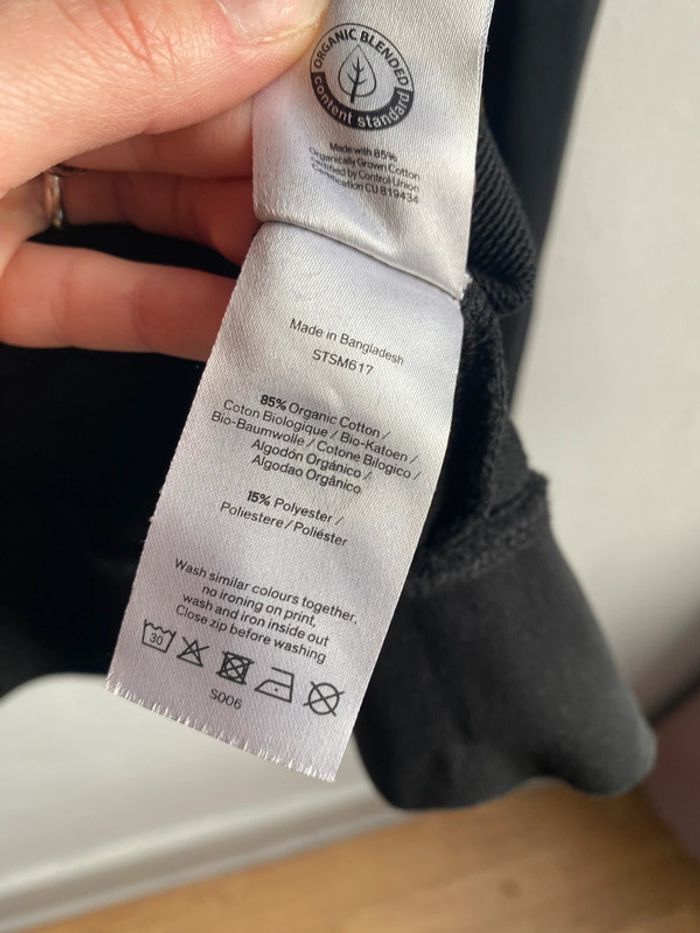 ORGANIC BLENDED
content standard
Made with 85%
Organically Grown Cotton
Certified by Control Union
Certification CU 819434
Made in Bangladesh
STSM617
85% Organic Cotton /
Coton Biologique / Bio-Katoen /
Bio-Baumwolle / Cotone Bilogico /
Algodón Orgánico /
Algodao Orgânico
15% Polyester /
Poliestere / Poliéster
Wash similar colours together,
no ironing on print,
wash and iron inside out
Close zip before washing
30
S006